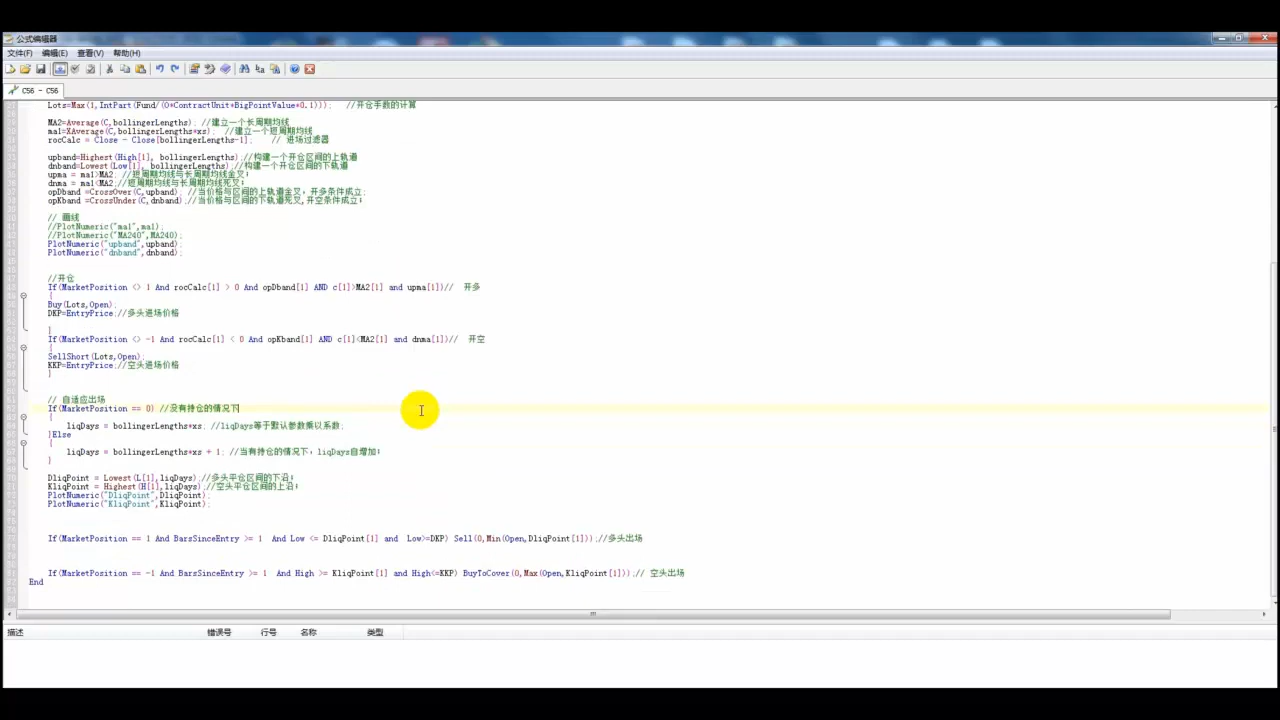 公式编辑器
文件(F) 编辑(E) 查看(V) 帮助(H)
CS6 - CS6
Lots=Max(1,IntPart(Fund/(O*ContractUnit*BigPointValue*0.1))); //开仓手数的计算
MA2=Average(C,bollingerLengths); //建立一个长周期均线
ma1=XAverage(C,bollingerLengths*xs); //建立一个短周期均线
rocCalc = Close - Close[bollingerLengths-1]; // 进场过滤器
upband=Highest(High[1], bollingerLengths);//构建一个开仓区间的上轨道
dnband=Lowest(Low[1], bollingerLengths);//构建一个开仓区间的下轨道
upma = ma1>MA2; //短周期均线与长周期均线金叉;
dnma = ma1<MA2;//短周期均线与长周期均线死叉;
opDband =CrossOver(C,upband); //当价格与区间的上轨道金叉,开多条件成立;
opKband =CrossUnder(C,dnband);//当价格与区间的下轨道死叉,开空条件成立;
// 画线
//PlotNumeric("ma1",ma1);
//PlotNumeric("MA240",MA240);
PlotNumeric("upband",upband);
PlotNumeric("dnband",dnband);
//开仓
If(MarketPosition <> 1 And rocCalc[1] > 0 And opDband[1] AND c[1]>MA2[1] and upma[1])// 开多
{
Buy(Lots,Open);
DKP=EntryPrice;//多头进场价格
}
If(MarketPosition <> -1 And rocCalc[1] < 0 And opKband[1] AND c[1]<MA2[1] and dnma[1])// 开空
{
SellShort(Lots,Open);
KKP=EntryPrice;//空头进场价格
}
// 自适应出场
If(MarketPosition == 0) //没有持仓的情况下
{
liqDays = bollingerLengths*xs; //liqDays等于默认参数乘以系数;
}Else
{
liqDays = bollingerLengths*xs + 1; //当有持仓的情况下,liqDays自增加;
}
DliqPoint = Lowest(L[1],liqDays);//多头平仓区间的下沿;
KliqPoint = Highest(H[1],liqDays);//空头平仓区间的上沿;
PlotNumeric("DliqPoint",DliqPoint);
PlotNumeric("KliqPoint",KliqPoint);
If(MarketPosition == 1 And BarsSinceEntry >= 1 And Low <= DliqPoint[1] and Low>=DKP) Sell(0,Min(Open,DliqPoint[1]));//多头出场
If(MarketPosition == -1 And BarsSinceEntry >= 1 And High >= KliqPoint[1] and High<=KKP) BuyToCover(0,Max(Open,KliqPoint[1]));// 空头出场
End
描述 错误号 行号 名称 类型